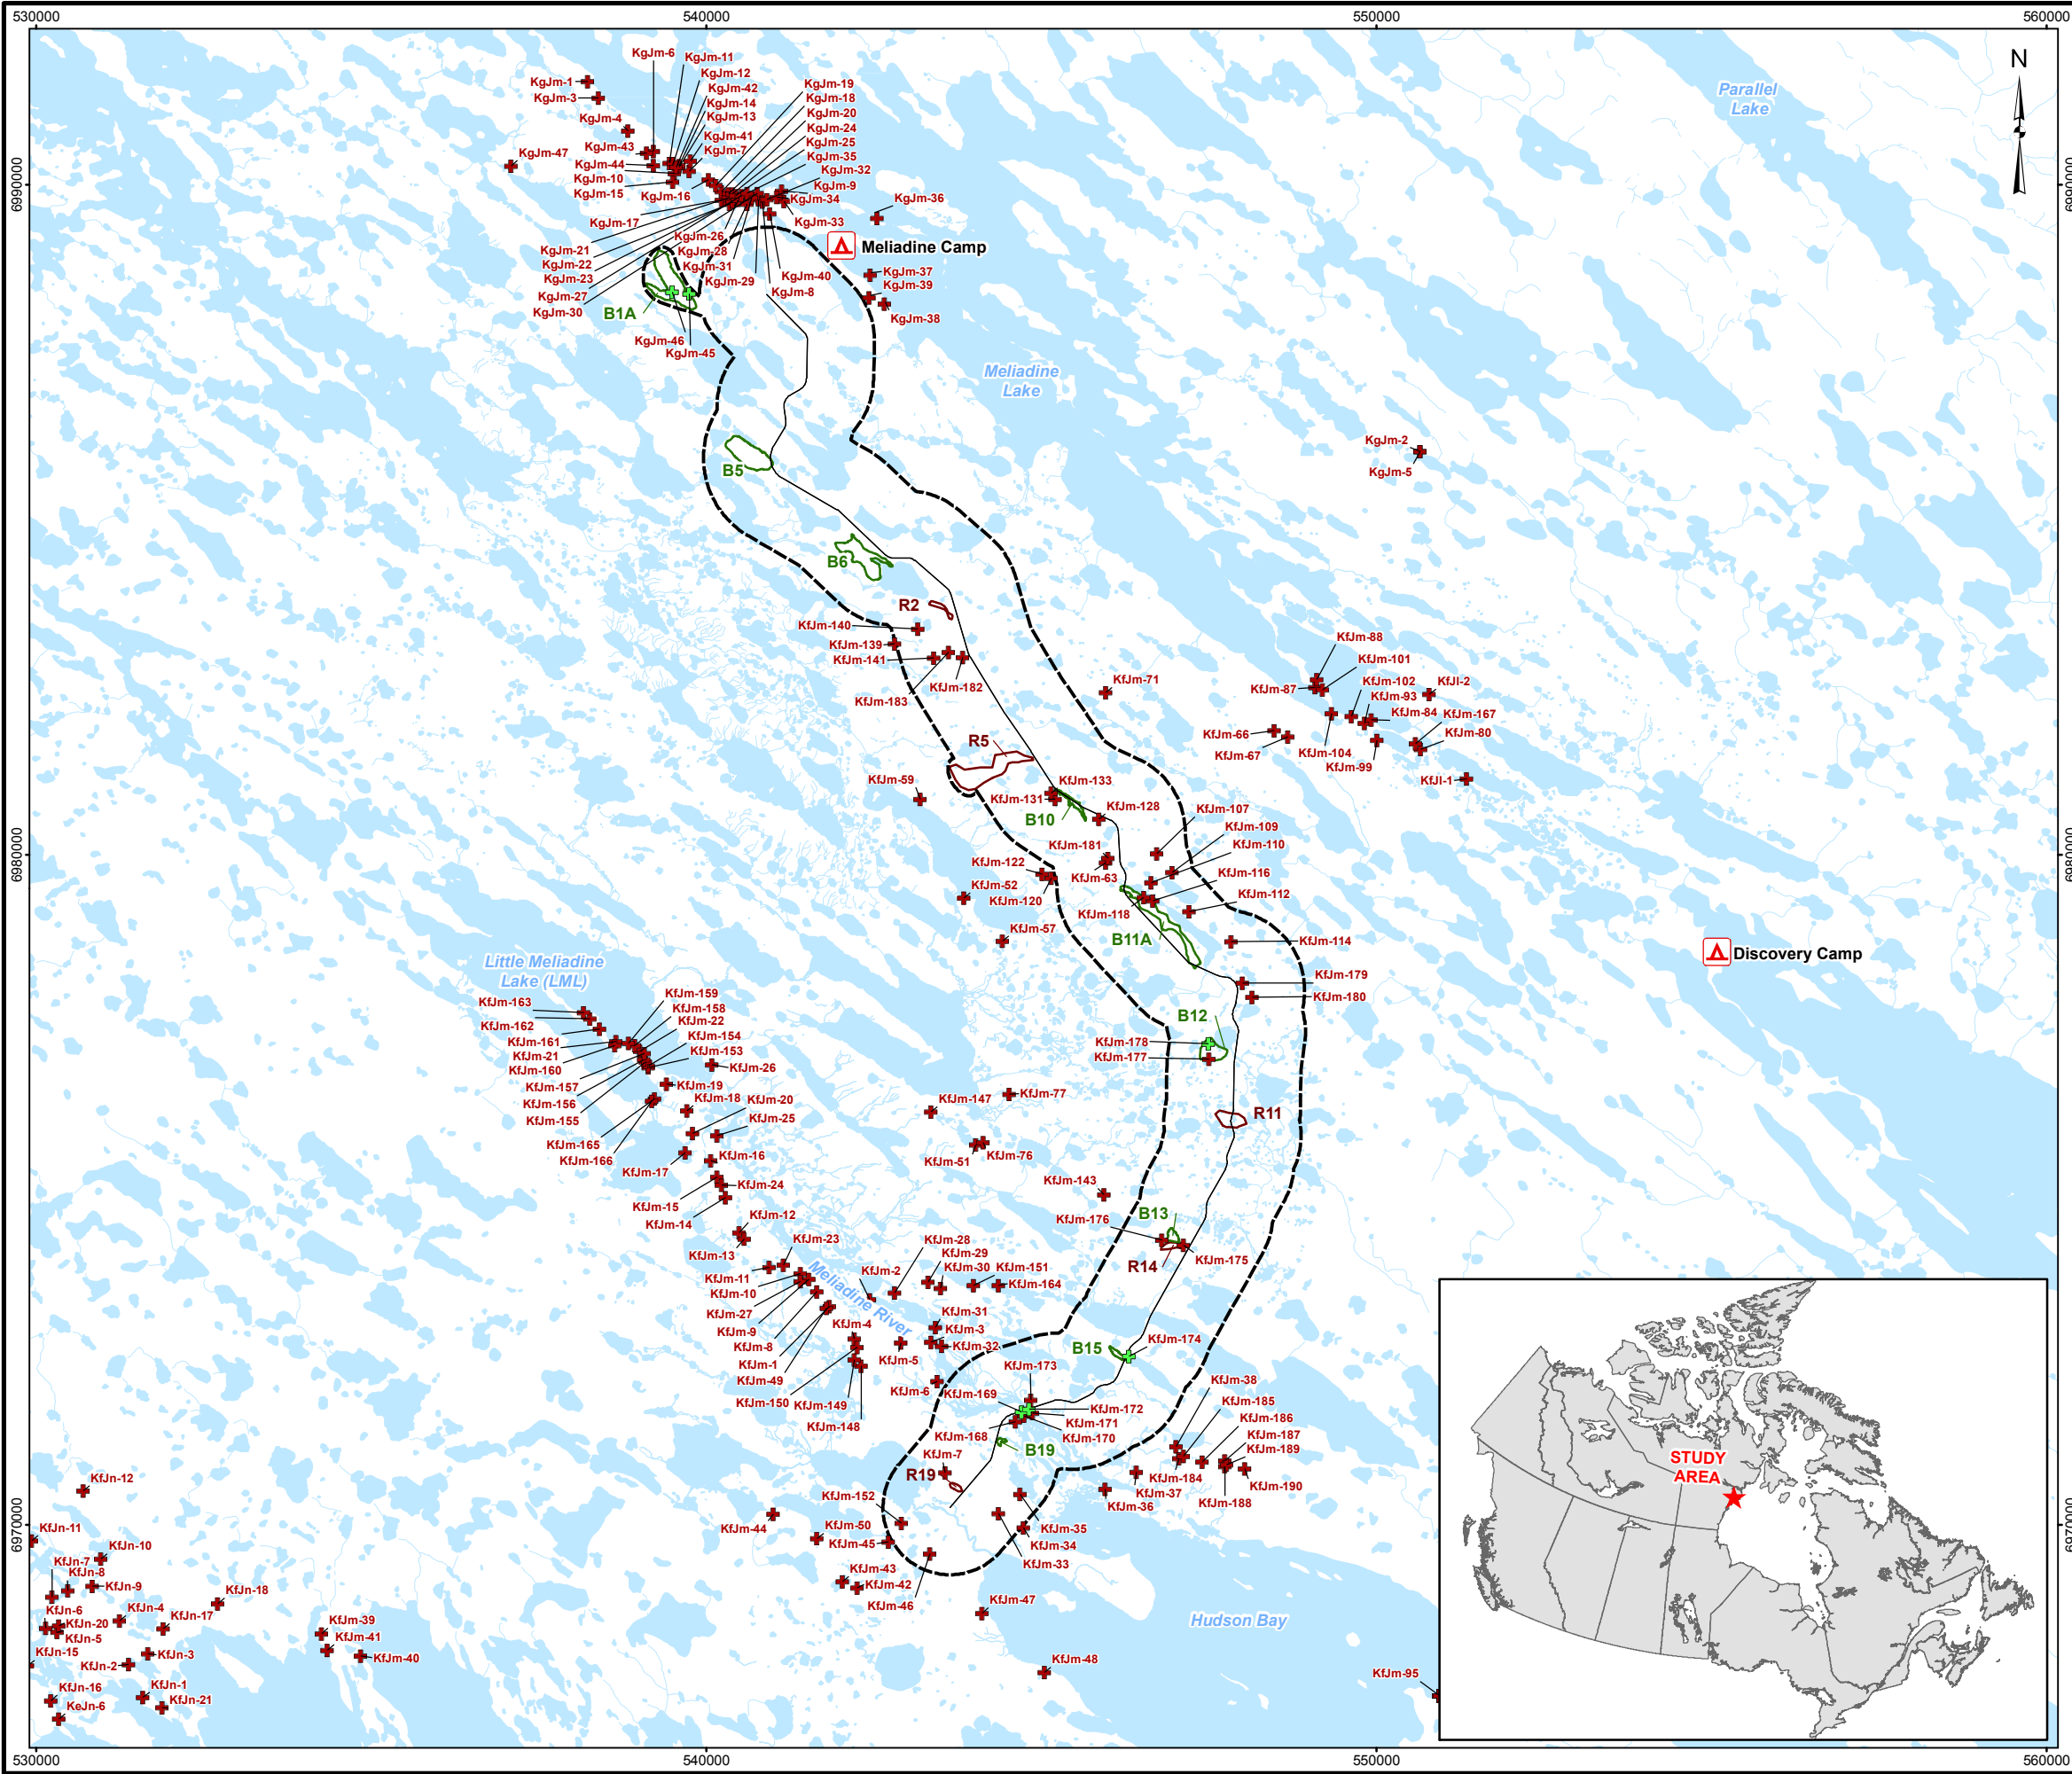 530000
540000
550000
560000
N
Parallel
Lake
KgJm-6
KgJm-11
KgJm-1
KgJm-12
KgJm-19
KgJm-3
KgJm-42
KgJm-18
KgJm-14
KgJm-20
KgJm-4
KgJm-13
KgJm-24
KgJm-41
KgJm-25
KgJm-43
KgJm-7
KgJm-35
KgJm-47
KgJm-44
KgJm-32
KgJm-10
KgJm-9
KgJm-15
KgJm-16
KgJm-34
KgJm-36
KgJm-17
KgJm-33
KgJm-26
KgJm-21
KgJm-28
KgJm-22
KgJm-31
KgJm-23
KgJm-29
KgJm-40
KgJm-27
KgJm-8
KgJm-30
Meliadine Camp
KgJm-37
KgJm-39
KgJm-38
B1A
KgJm-46
KgJm-45
6990000
6990000
Meliadine
Lake
KgJm-2
KgJm-5
B5
B6
R2
KfJm-140
KfJm-139
KfJm-141
KfJm-182
KfJm-183
KfJm-71
KfJm-88
KfJm-101
KfJm-87
KfJm-102
KfJl-2
KfJm-93
KfJm-84
KfJm-167
KfJm-66
KfJm-80
KfJm-67
KfJm-104
KfJm-99
KfJl-1
R5
KfJm-59
KfJm-133
KfJm-131
B10
KfJm-128
KfJm-107
KfJm-109
KfJm-181
KfJm-110
KfJm-122
KfJm-63
KfJm-116
KfJm-52
KfJm-120
KfJm-112
KfJm-118
KfJm-57
B11A
KfJm-114
6980000
6980000
Discovery Camp
KfJm-179
KfJm-180
B12
KfJm-178
KfJm-177
Little Meliadine
Lake (LML)
KfJm-163
KfJm-159
KfJm-158
KfJm-162
KfJm-22
KfJm-161
KfJm-154
KfJm-21
KfJm-153
KfJm-160
KfJm-26
KfJm-157
KfJm-19
KfJm-156
KfJm-18
KfJm-20
KfJm-155
KfJm-25
KfJm-165
KfJm-166
KfJm-16
KfJm-17
KfJm-24
KfJm-15
KfJm-14
KfJm-12
KfJm-13
KfJm-23
KfJm-147
KfJm-77
KfJm-51
KfJm-76
R11
KfJm-143
KfJm-176
B13
R14
KfJm-175
KfJm-11
KfJm-10
KfJm-27
KfJm-9
KfJm-8
KfJm-1
KfJm-49
Meliadine River
KfJm-2
KfJm-28
KfJm-29
KfJm-30
KfJm-151
KfJm-164
KfJm-31
KfJm-4
KfJm-3
KfJm-32
KfJm-5
KfJm-6
KfJm-150
KfJm-149
KfJm-148
B15
KfJm-174
KfJm-173
KfJm-169
KfJm-172
KfJm-171
KfJm-170
KfJm-168
B19
KfJm-38
KfJm-185
KfJm-186
KfJm-187
KfJm-189
KfJm-184
KfJm-37
KfJm-190
KfJm-36
KfJm-188
KfJm-7
R19
KfJm-152
KfJm-44
KfJm-50
KfJm-45
KfJm-35
KfJm-34
KfJm-33
KfJm-43
KfJm-42
KfJm-46
KfJm-47
KfJm-48
KfJm-95
Hudson Bay
KfJn-12
KfJn-11
KfJn-10
KfJn-7
KfJn-8
KfJn-9
KfJn-18
KfJn-6
KfJn-4
KfJn-20
KfJn-17
KfJn-5
KfJn-15
KfJn-3
KfJn-2
KfJn-16
KfJn-1
KeJn-6
KfJn-21
KfJm-39
KfJm-41
KfJm-40
6970000
6970000
STUDY
AREA
530000
540000
550000
560000